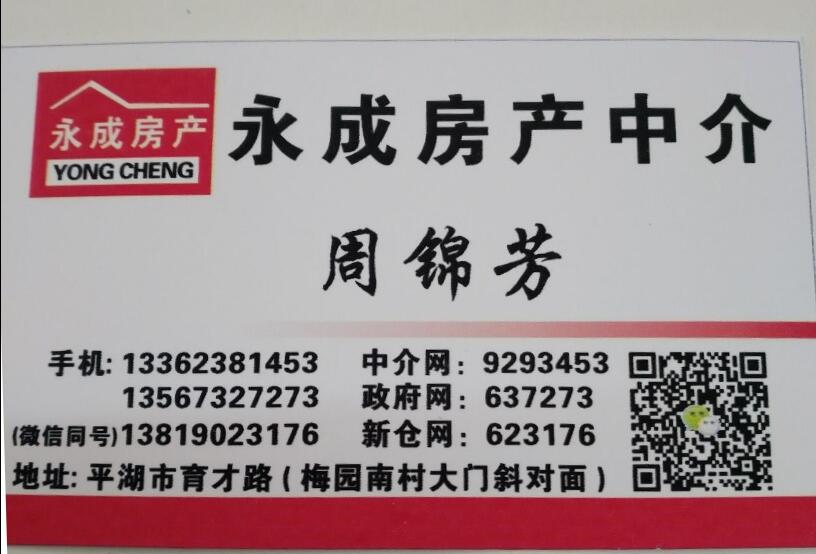 永成房产
YONG CHENG
永成房产中介
周锦芳
手机: 13362381453 中介网: 9293453
13567327273 政府网: 637273
(微信同号)13819023176 新仓网: 623176
地址: 平湖市育才路 ( 梅园南村大门斜对面 )